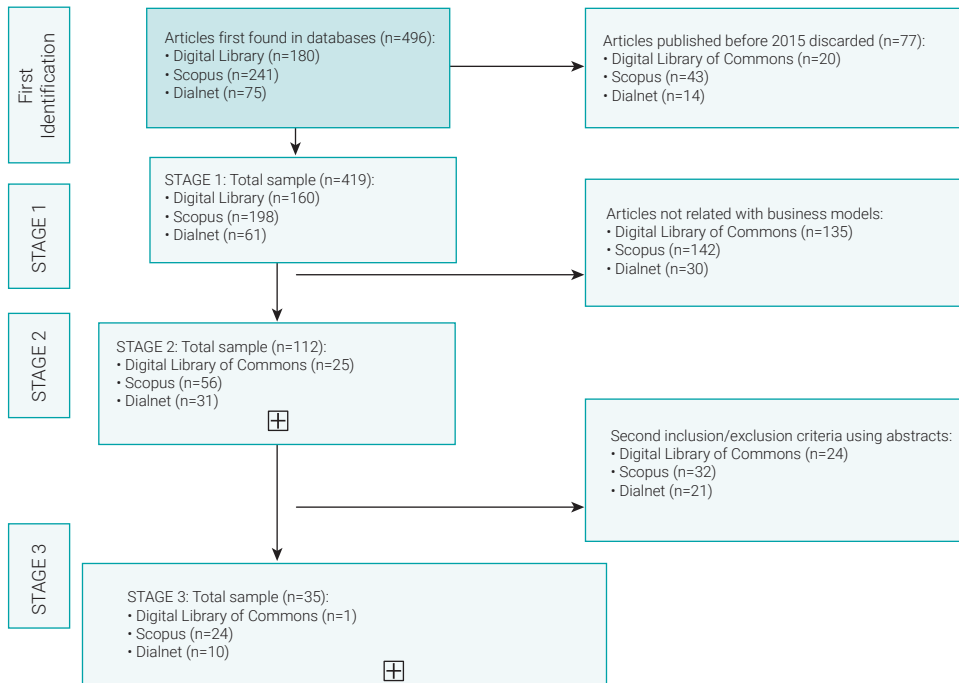 First
Identification
Articles first found in databases (n=496):
• Digital Library (n=180)
• Scopus (n=241)
• Dialnet (n=75)
Articles published before 2015 discarded (n=77):
• Digital Library of Commons (n=20)
• Scopus (n=43)
• Dialnet (n=14)
STAGE 1
STAGE 1: Total sample (n=419):
• Digital Library (n=160)
• Scopus (n=198)
• Dialnet (n=61)
Articles not related with business models:
• Digital Library of Commons (n=135)
• Scopus (n=142)
• Dialnet (n=30)
STAGE 2
STAGE 2: Total sample (n=112):
• Digital Library of Commons (n=25)
• Scopus (n=56)
• Dialnet (n=31)
Second inclusion/exclusion criteria using abstracts:
• Digital Library of Commons (n=24)
• Scopus (n=32)
• Dialnet (n=21)
STAGE 3
STAGE 3: Total sample (n=35):
• Digital Library of Commons (n=1)
• Scopus (n=24)
• Dialnet (n=10)